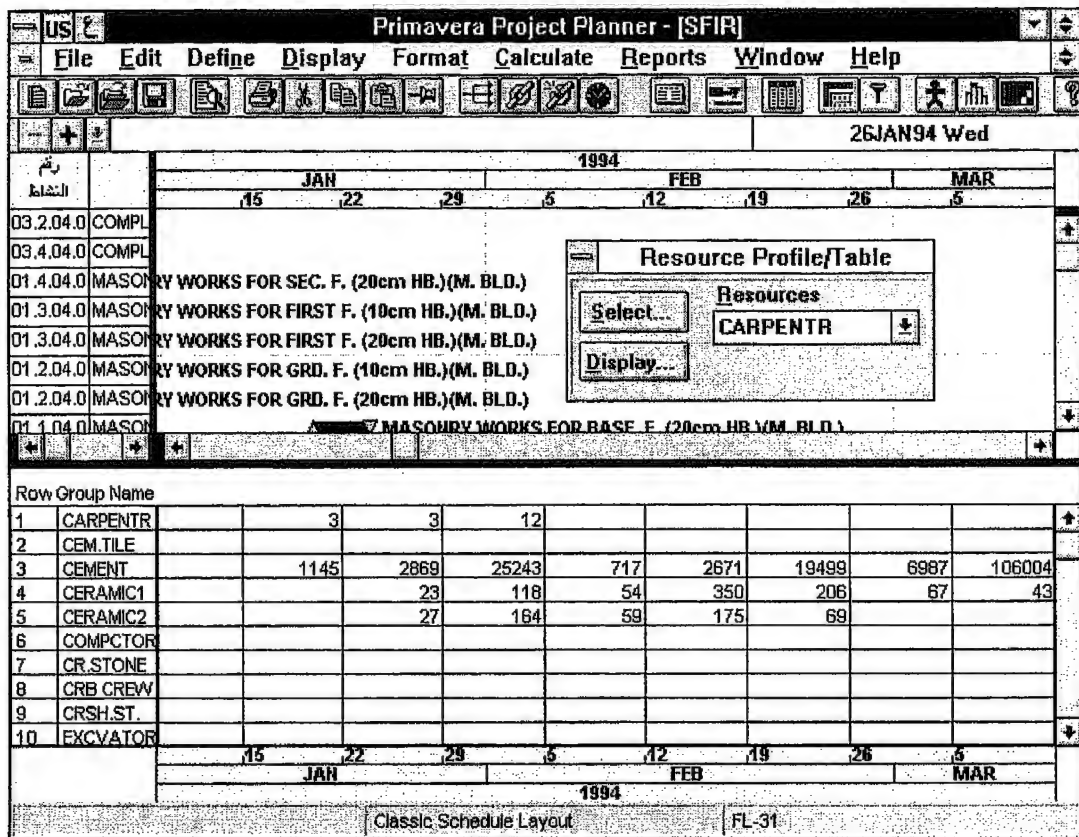 US ع Primavera Project Planner - [SFIR]
File Edit Define Display Format Calculate Reports Window Help
26JAN94 Wed
رقم
النشاط
1994
JAN FEB MAR
15 22 29 5 12 19 26 5
03.2.04.0 COMPL
03.4.04.0 COMPL
01.4.04.0 MASONRY WORKS FOR SEC. F. (20cm HB.)(M. BLD.)
01.3.04.0 MASONRY WORKS FOR FIRST F. (10cm HB.)(M. BLD.)
01.3.04.0 MASONRY WORKS FOR FIRST F. (20cm HB.)(M. BLD.)
01.2.04.0 MASONRY WORKS FOR GRD. F. (10cm HB.)(M. BLD.)
01.2.04.0 MASONRY WORKS FOR GRD. F. (20cm HB.)(M. BLD.)
01.1.04.0 MASON MASONRY WORKS FOR BASE. F. (20cm HB.)(M. BLD.)
Resource Profile/Table
Select...
Resources
CARPENTR
Display...
Row Group Name
1 CARPENTR 3 3 12
2 CEM.TILE
3 CEMENT 1145 2869 25243 717 2671 19499 6987 106004
4 CERAMIC1 23 118 54 350 206 67 43
5 CERAMIC2 27 164 59 175 69
6 COMPCTOR
7 CR.STONE
8 CRB CREW
9 CRSH.ST.
10 EXCVATOR
15 22 29 5 12 19 26 5
JAN FEB MAR
1994
Classic Schedule Layout FL-31